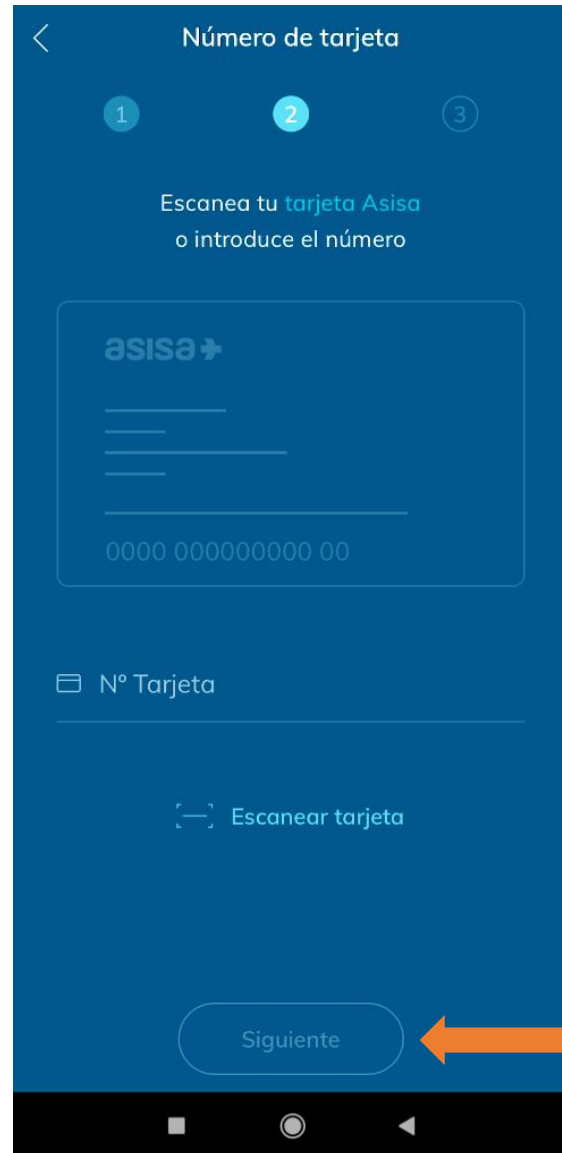 Número de tarjeta
1 2 3
Escanea tu tarjeta Asisa
o introduce el número
asisa
0000 000000000 00
Nº Tarjeta
Escanear tarjeta
Siguiente